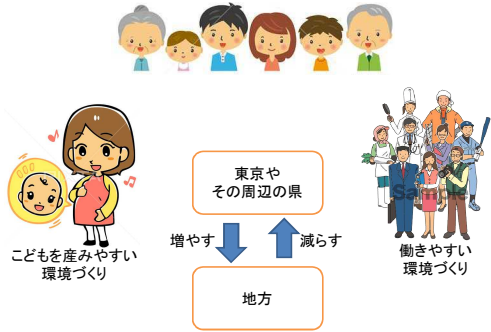 東京や
その周辺の県
増やす
減らす
地方
こどもを産みやすい
環境づくり
働きやすい
環境づくり
Sample